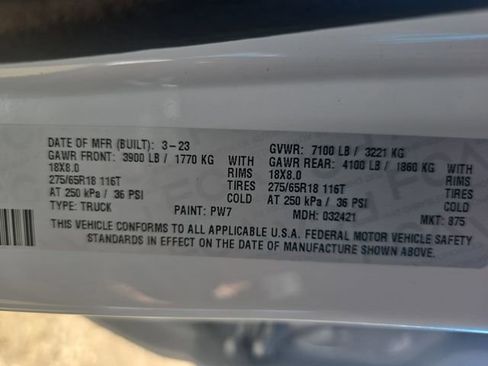 DATE OF MFR (BUILT): 3-23 GVWR: 7100 LB / 3221 KG
GAWR FRONT: 3900 LB / 1770 KG WITH GAWR REAR: 4100 LB / 1860 KG WITH
18X8.0 RIMS 18X8.0 RIMS
275/65R18 116T TIRES 275/65R18 116T TIRES
AT 250 kPa / 36 PSI COLD AT 250 kPa / 36 PSI COLD
TYPE: TRUCK PAINT: PW7 MDH: 032421 MKT: 875
THIS VEHICLE CONFORMS TO ALL APPLICABLE U.S.A. FEDERAL MOTOR VEHICLE SAFETY
STANDARDS IN EFFECT ON THE DATE OF MANUFACTURE SHOWN ABOVE.